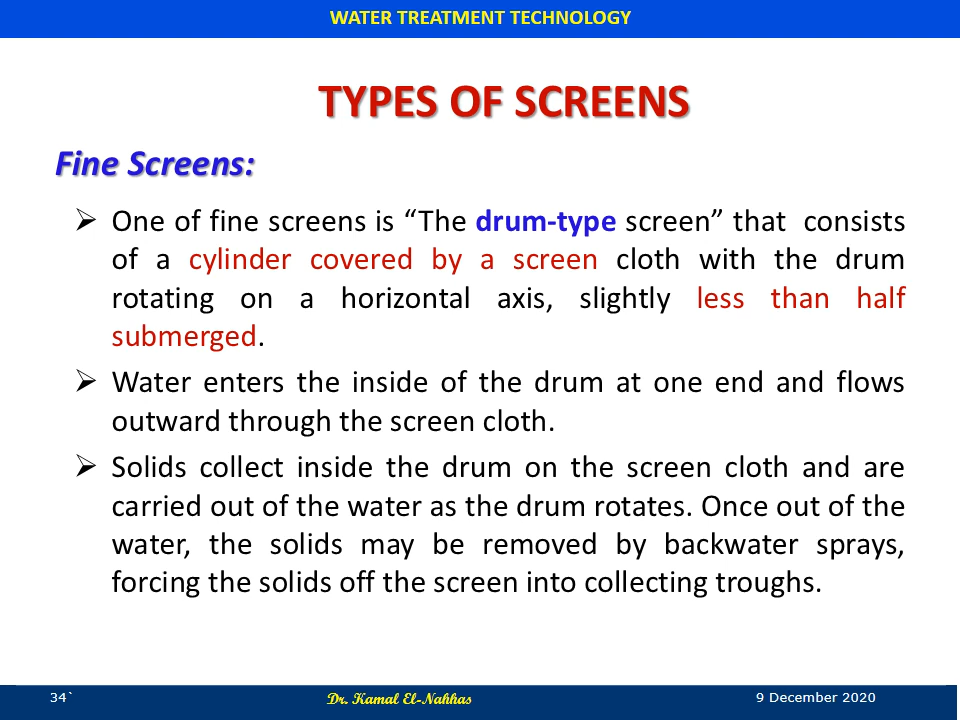 WATER TREATMENT TECHNOLOGY
TYPES OF SCREENS
Fine Screens:
➢ One of fine screens is “The drum-type screen” that consists
of a cylinder covered by a screen cloth with the drum
rotating on a horizontal axis, slightly less than half
submerged.
➢ Water enters the inside of the drum at one end and flows
outward through the screen cloth.
➢ Solids collect inside the drum on the screen cloth and are
carried out of the water as the drum rotates. Once out of the
water, the solids may be removed by backwater sprays,
forcing the solids off the screen into collecting troughs.
34`
Dr. Kamal El-Nahhas
9 December 2020